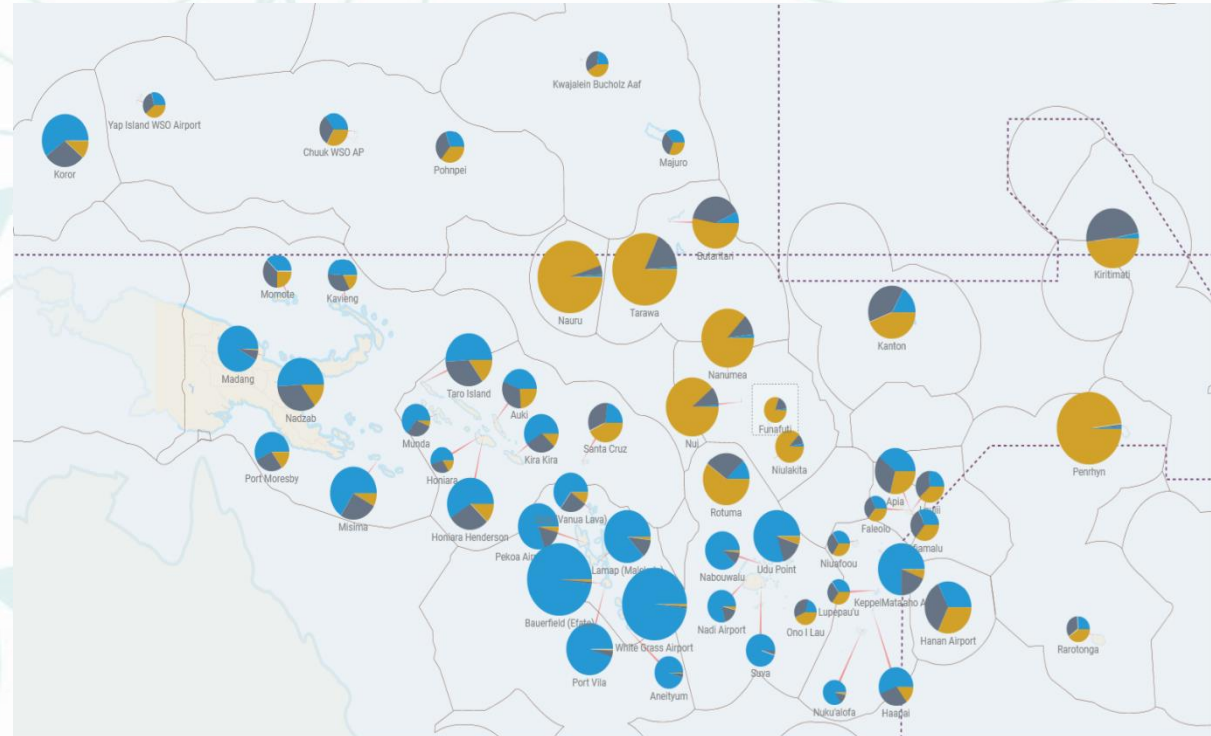 Kwajalein Bucholz Aaf
Yap Island WSO Airport
Chuuk WSO AP
Pohnpei
Majuro
Koror
Butaritari
Momote
Kavieng
Nauru
Tarawa
Kiritimati
Kanton
Nanumea
Madang
Nadzab
Taro Island
Auki
Nui
Funafuti
Munda
Kira Kira
Santa Cruz
Niulakita
Penrhyn
Port Moresby
Honiara
Rotuma
Apia
Misima
Honiara Henderson
(Vanua Lava)
Faleolo
Pekoa
Lamap
Nabouwalu
Udu Point
Niuafoou
Bauerfield (Efate)
Lupepau'u
Keppel
Nadi Airport
Ono I Lau
Hanan Airport
White Grass Airport
Rarotonga
Port Vila
Aneityum
Suva
Nuku'alofa
Haapai